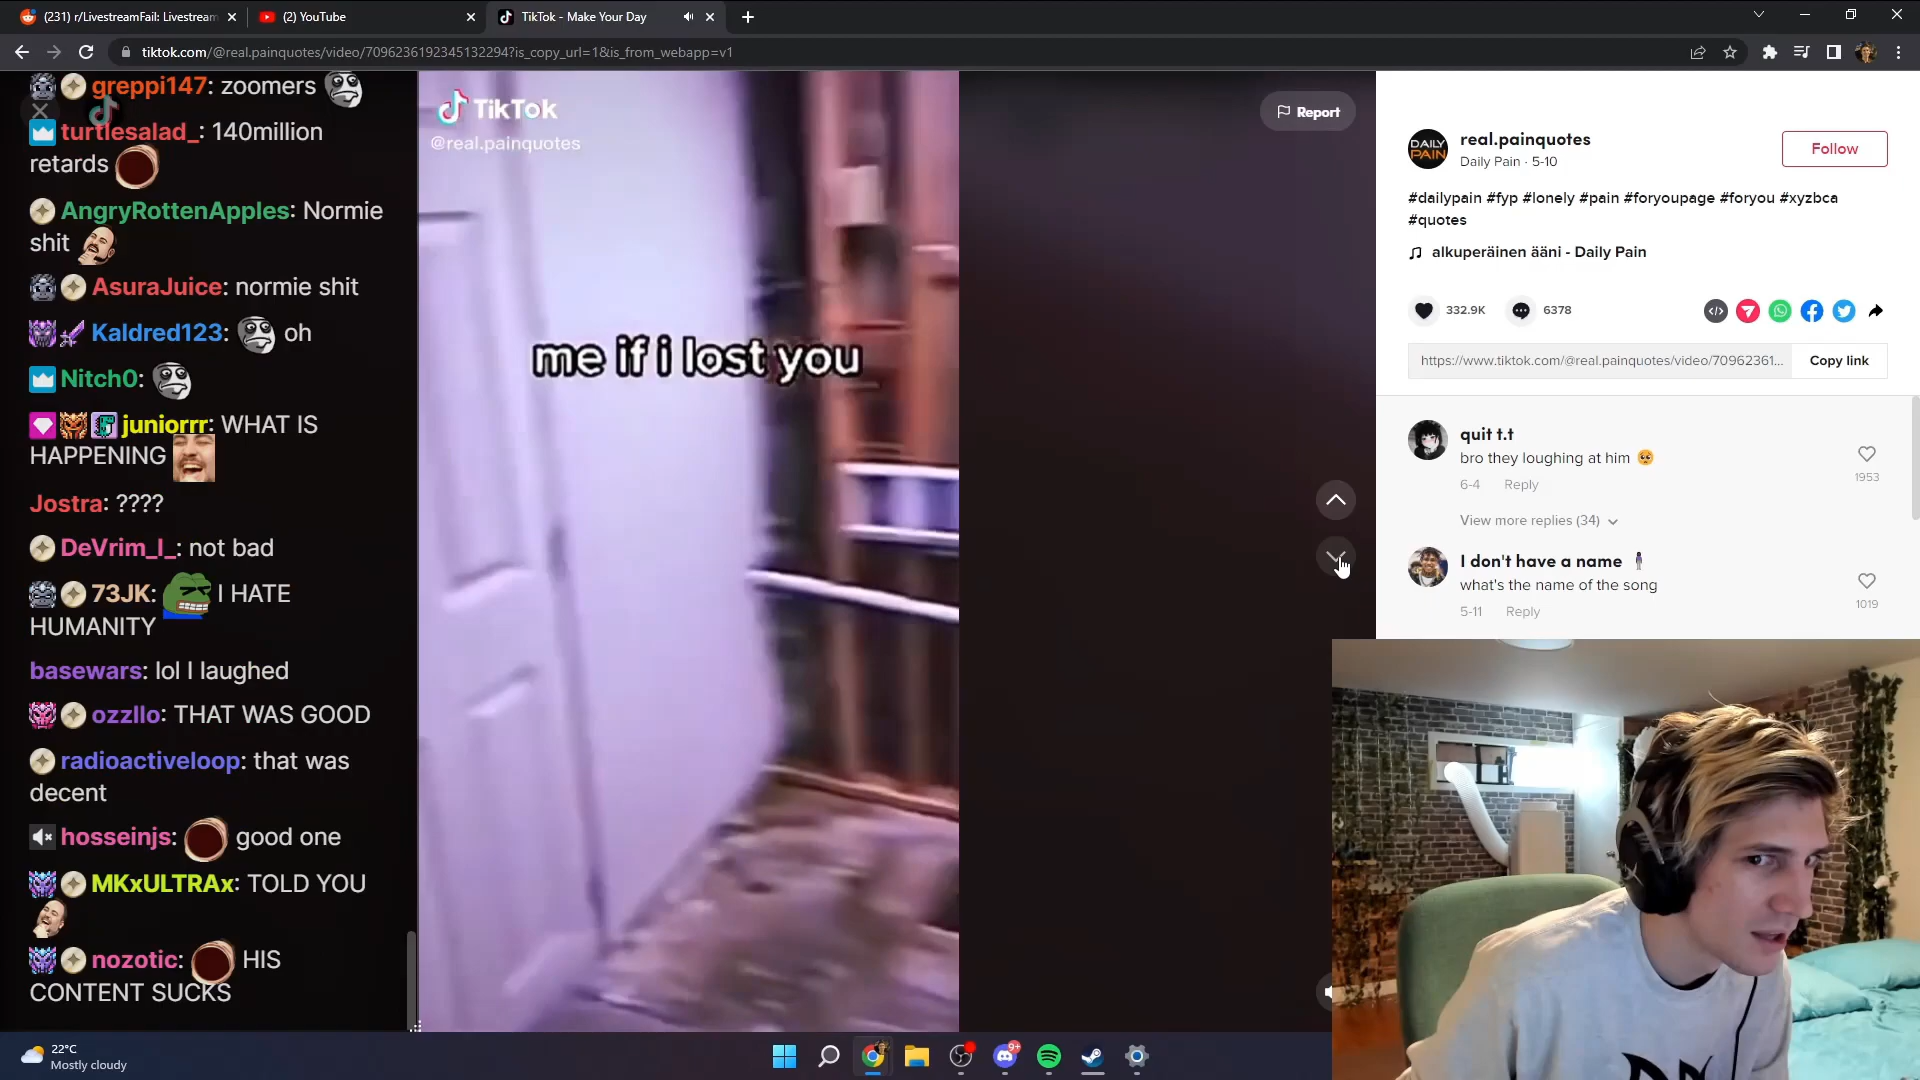 (231) r/LivestreamFail: Livestream
(2) YouTube
TikTok - Make Your Day
tiktok.com/@real.painquotes/video/7096236192345132294?is_copy_url=1&is_from_webapp=v1
greppi147: zoomers
turtlesalad_: 140million
retards
AngryRottenApples: Normie
shit
AsuraJuice: normie shit
Kaldred123: oh
Nitch0:
juniorrr: WHAT IS
HAPPENING
Jostra: ????
DeVrim_I_: not bad
73JK: I HATE
HUMANITY
basewars: lol I laughed
ozzllo: THAT WAS GOOD
radioactiveloop: that was
decent
hosseinjs: good one
MKxULTRAx: TOLD YOU
nozotic: HIS
CONTENT SUCKS
TikTok
@real.painquotes
me if i lost you
Report
DAILY
PAIN
real.painquotes
Daily Pain · 5-10
Follow
#dailypain #fyp #lonely #pain #foryoupage #foryou #xyzbca
#quotes
alkuperäinen ääni - Daily Pain
332.9K
6378
https://www.tiktok.com/@real.painquotes/video/70962361...
Copy link
quit t.t
bro they loughing at him
1953
6-4 Reply
View more replies (34)
I don't have a name
what's the name of the song
1019
5-11 Reply
22°C
Mostly cloudy
9+